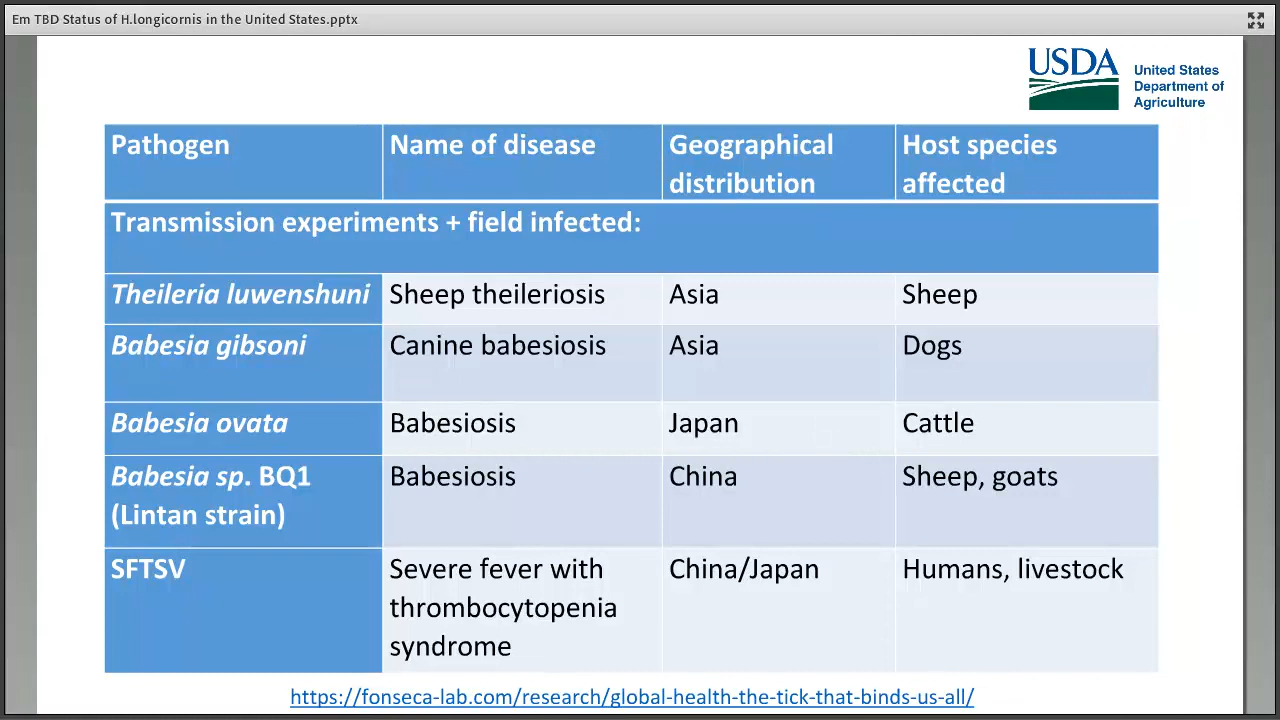 Em TBD Status of H.longicornis in the United States.pptx
USDA
United States
Department of
Agriculture
Pathogen
Name of disease
Geographical
distribution
Host species
affected
Transmission experiments + field infected:
Theileria luwenshuni
Sheep theileriosis
Asia
Sheep
Babesia gibsoni
Canine babesiosis
Asia
Dogs
Babesia ovata
Babesiosis
Japan
Cattle
Babesia sp. BQ1
(Lintan strain)
Babesiosis
China
Sheep, goats
SFTSV
Severe fever with
thrombocytopenia
syndrome
China/Japan
Humans, livestock
https://fonseca-lab.com/research/global-health-the-tick-that-binds-us-all/